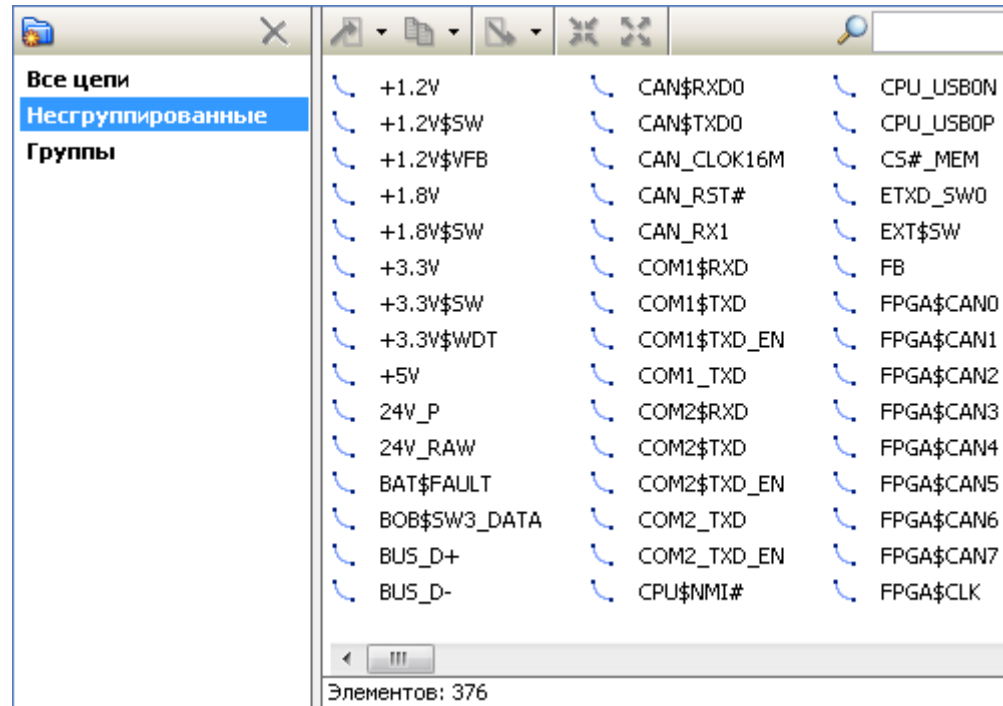 Все цепи
Несгруппированные
Группы
+1.2V
+1.2V$SW
+1.2V$VFB
+1.8V
+1.8V$SW
+3.3V
+3.3V$SW
+3.3V$WDT
+5V
24V_P
24V_RAW
BAT$FAULT
BOB$SW3_DATA
BUS_D+
BUS_D-
CAN$RXD0
CAN$TXD0
CAN_CLOK16M
CAN_RST#
CAN_RX1
COM1$RXD
COM1$TXD
COM1$TXD_EN
COM1_TXD
COM2$RXD
COM2$TXD
COM2$TXD_EN
COM2_TXD
COM2_TXD_EN
CPU$NMI#
CPU_USB0N
CPU_USB0P
CS#_MEM
ETXD_SW0
EXT$SW
FB
FPGA$CAN0
FPGA$CAN1
FPGA$CAN2
FPGA$CAN3
FPGA$CAN4
FPGA$CAN5
FPGA$CAN6
FPGA$CAN7
FPGA$CLK
Элементов: 376